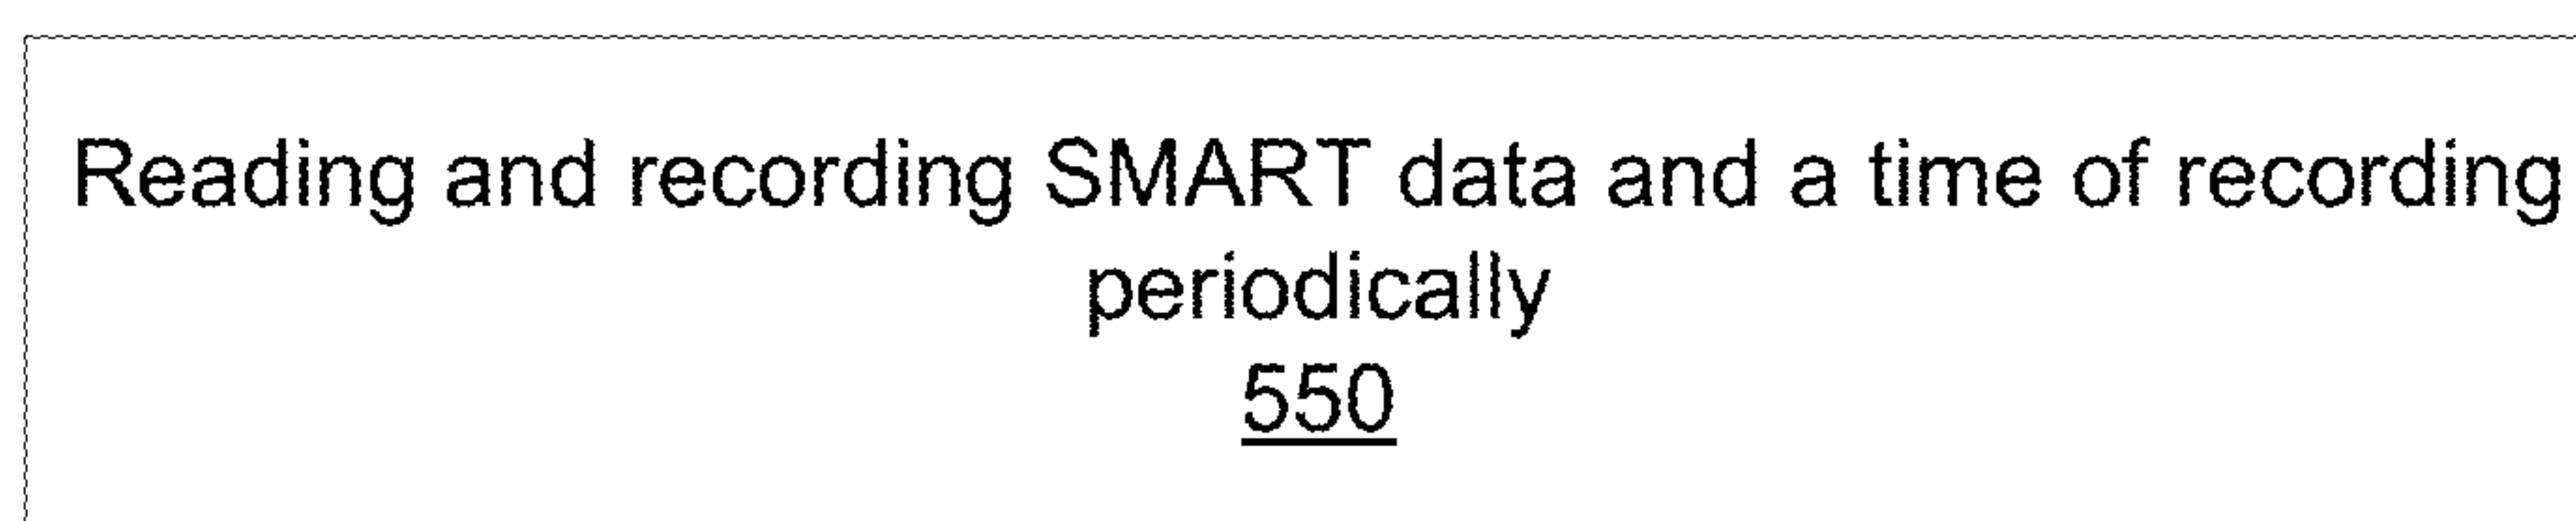 Reading and recording SMART data and a time of recording
periodically
550